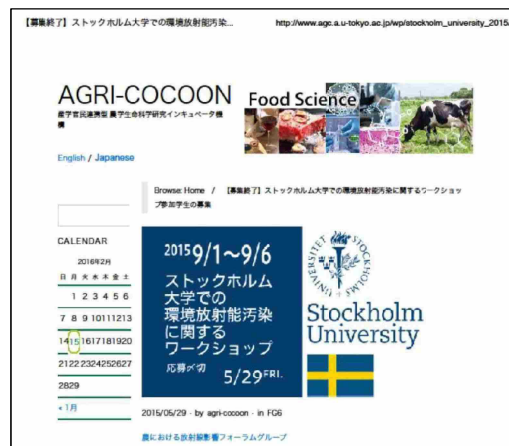 【募集終了】ストックホルム大学での環境放射能汚染... http://www.agc.a.u-tokyo.ac.jp/wp/stockholm_university_2015/
AGRI-COCOON
産学官民連携型 農学生命科学研究インキュベータ機
構
Food Science
English / Japanese
Browse: Home / 【募集終了】ストックホルム大学での環境放射能汚染に関するワークショッ
プ参加学生の募集
CALENDAR
2016年2月
日 月 火 水 木 金 土
1 2 3 4 5 6
7 8 9 10 11 12 13
14 15 16 17 18 19 20
21 22 23 24 25 26 27
28 29
« 1月
2015 9/1～9/6
ストックホルム
大学での
環境放射能汚染
に関する
ワークショップ
応募〆切
5/29 FRI.
STOCKHOLMS UNIVERSITET
Stockholm
University
2015/05/29 · by agri-cocoon · in FG6
農における放射線影響フォーラムグループ